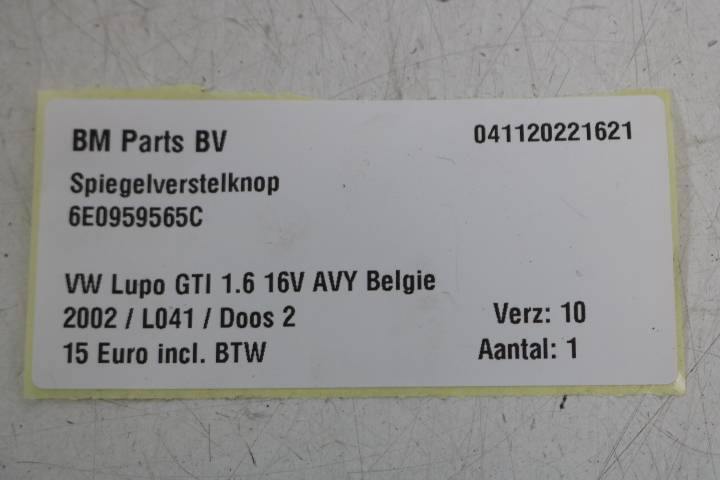 BM Parts BV 041120221621
Spiegelverstelknop
6E0959565C
VW Lupo GTI 1.6 16V AVY Belgie
2002 / L041 / Doos 2 Verz: 10
15 Euro incl. BTW Aantal: 1